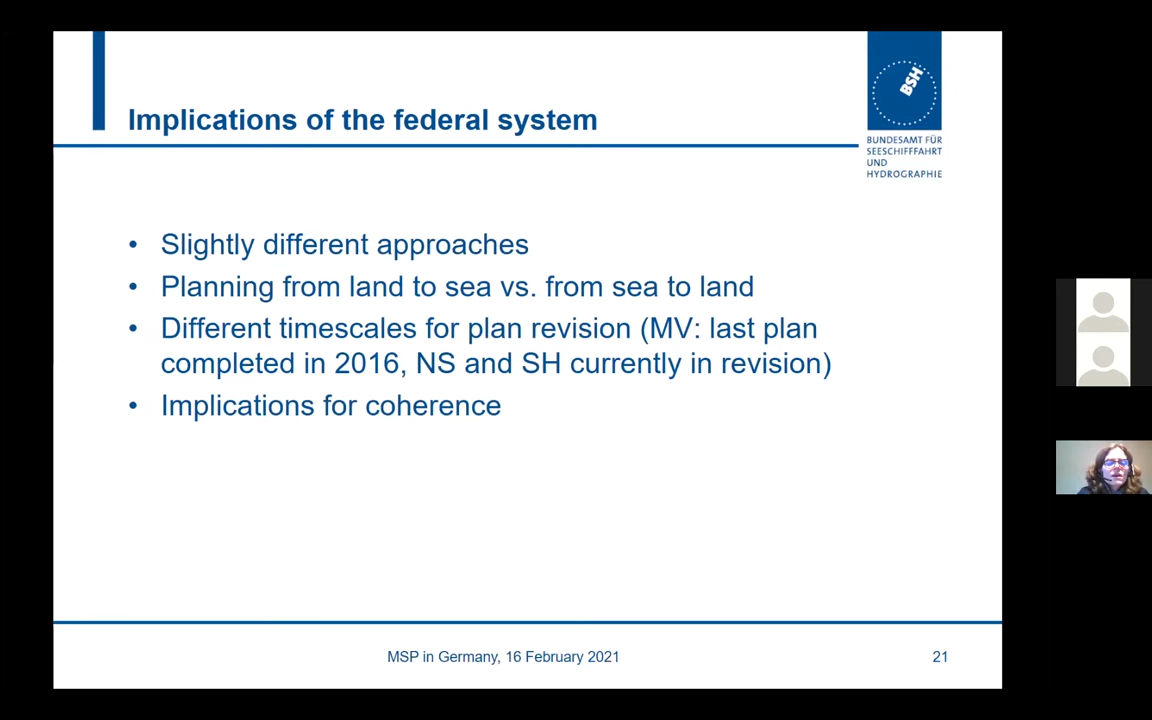 Implications of the federal system
BSH
BUNDESAMT FÜR
SEESCHIFFFAHRT
UND
HYDROGRAPHIE
• Slightly different approaches
• Planning from land to sea vs. from sea to land
• Different timescales for plan revision (MV: last plan
completed in 2016, NS and SH currently in revision)
• Implications for coherence
MSP in Germany, 16 February 2021
21